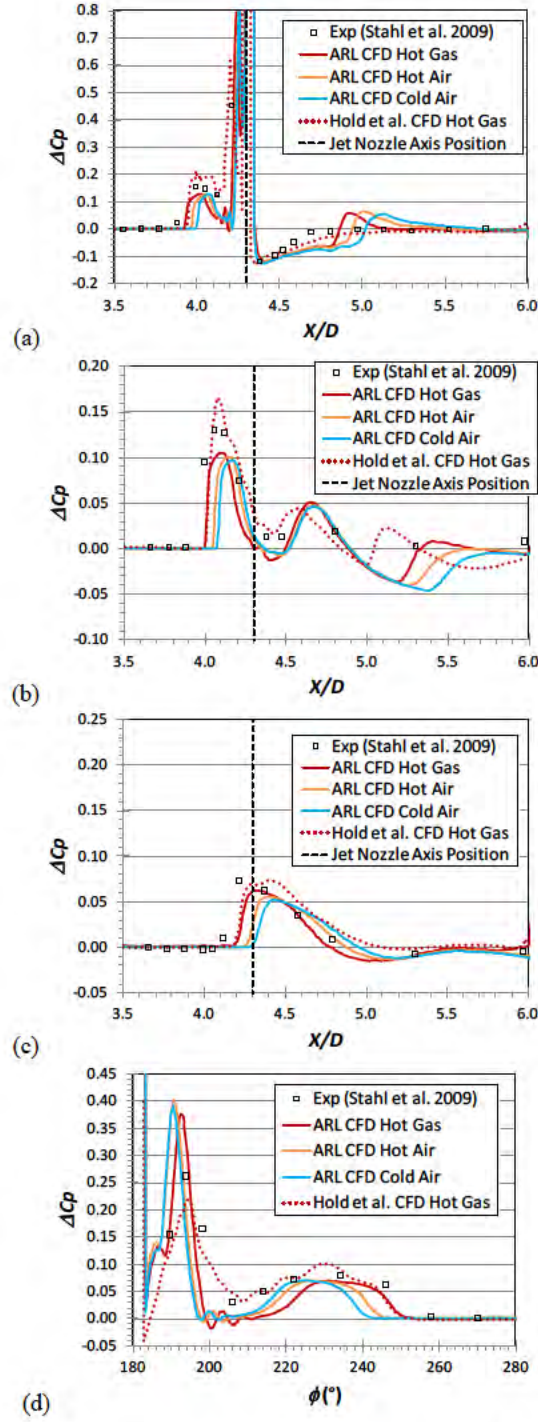 0.8
0.7
0.6
0.5
0.4
0.3
0.2
0.1
0.0
-0.1
-0.2
ΔCp
Exp (Stahl et al. 2009)
ARL CFD Hot Gas
ARL CFD Hot Air
ARL CFD Cold Air
Hold et al. CFD Hot Gas
Jet Nozzle Axis Position
3.5 4.0 4.5 5.0 5.5 6.0
X/D
(a)
0.20
0.15
0.10
0.05
0.00
-0.05
-0.10
ΔCp
Exp (Stahl et al. 2009)
ARL CFD Hot Gas
ARL CFD Hot Air
ARL CFD Cold Air
Hold et al. CFD Hot Gas
Jet Nozzle Axis Position
3.5 4.0 4.5 5.0 5.5 6.0
X/D
(b)
0.25
0.20
0.15
0.10
0.05
0.00
-0.05
ΔCp
Exp (Stahl et al. 2009)
ARL CFD Hot Gas
ARL CFD Hot Air
ARL CFD Cold Air
Hold et al. CFD Hot Gas
Jet Nozzle Axis Position
3.5 4.0 4.5 5.0 5.5 6.0
X/D
(c)
0.45
0.40
0.35
0.30
0.25
0.20
0.15
0.10
0.05
0.00
-0.05
ΔCp
Exp (Stahl et al. 2009)
ARL CFD Hot Gas
ARL CFD Hot Air
ARL CFD Cold Air
Hold et al. CFD Hot Gas
180 200 220 240 260 280
ϕ(°)
(d)